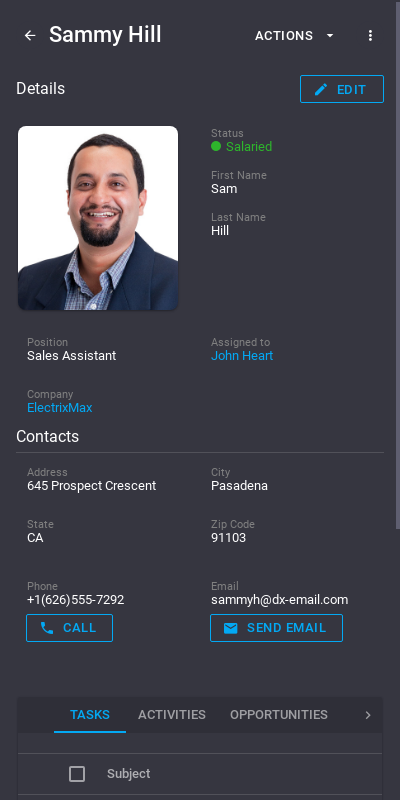 Sammy Hill
ACTIONS
Details
EDIT
Status
Salaried
First Name
Sam
Last Name
Hill
Position
Sales Assistant
Assigned to
John Heart
Company
ElectrixMax
Contacts
Address
645 Prospect Crescent
City
Pasadena
State
CA
Zip Code
91103
Phone
+1(626)555-7292
Email
sammyh@dx-email.com
CALL
SEND EMAIL
TASKS ACTIVITIES OPPORTUNITIES
Subject